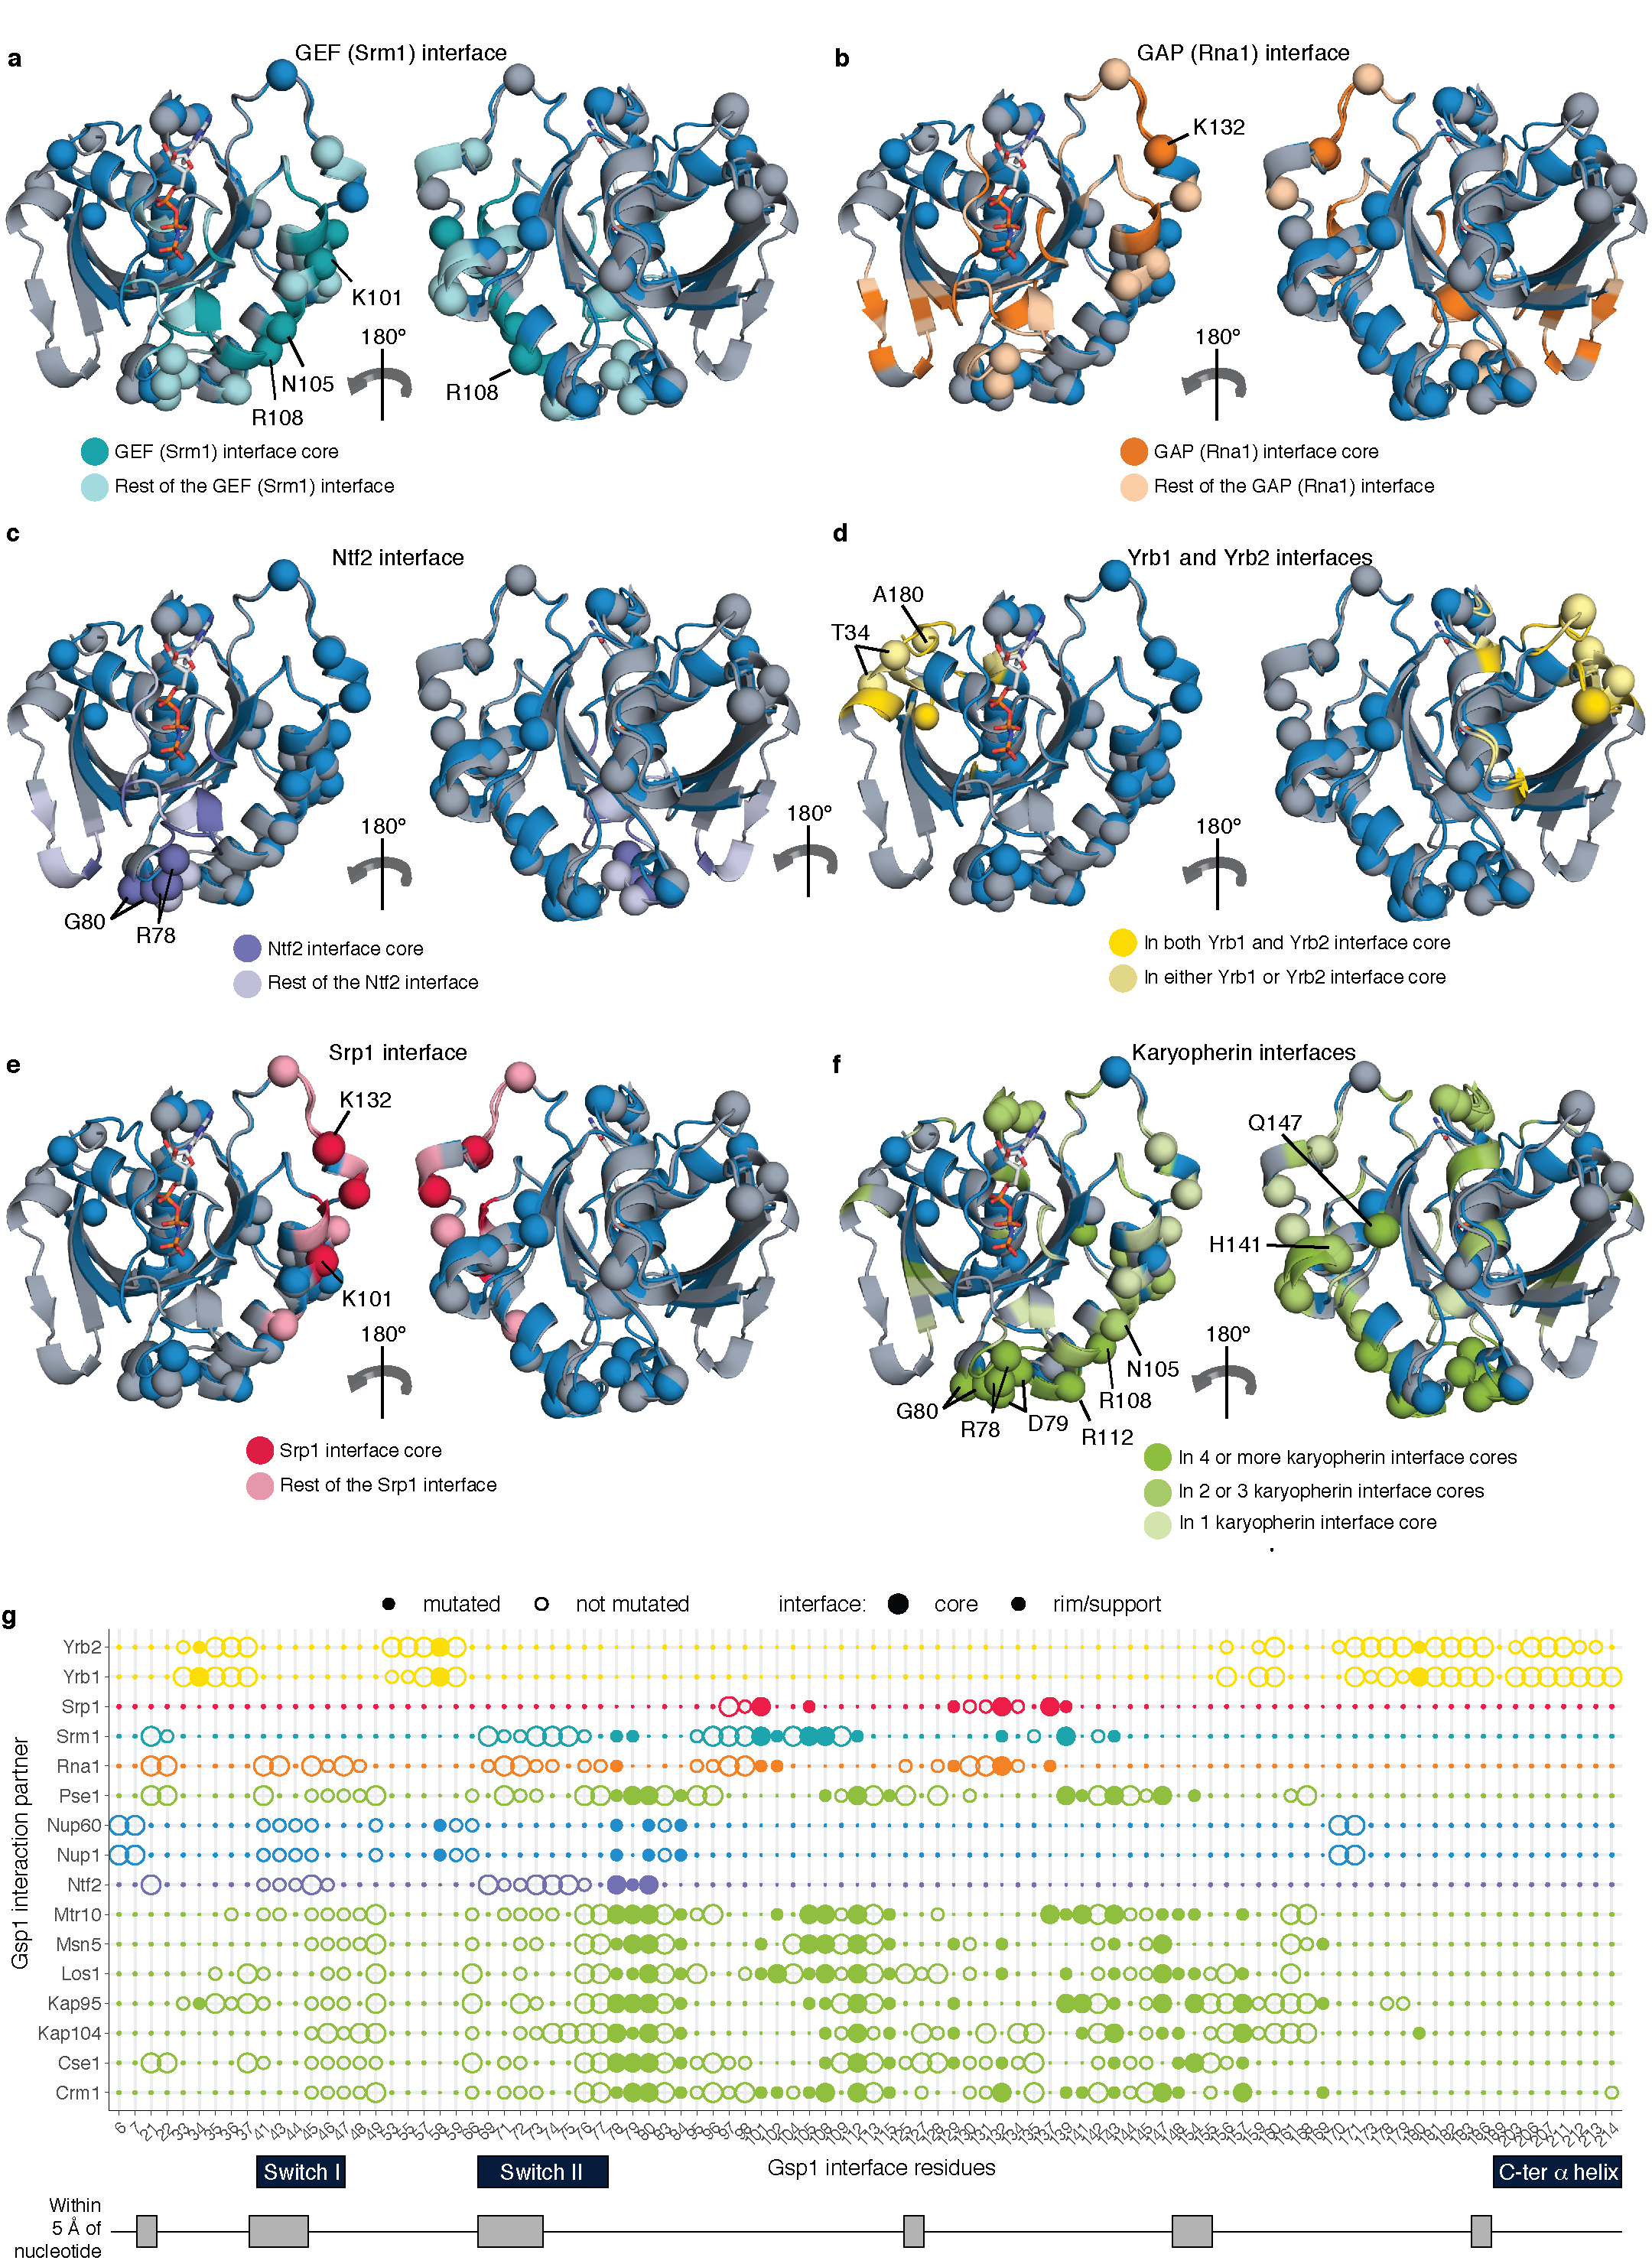 a
GEF (Srm1) interface
K101
180°
N105
R108
R108
GEF (Srm1) interface core
Rest of the GEF (Srm1) interface
b
GAP (Rna1) interface
K132
180°
GAP (Rna1) interface core
Rest of the GAP (Rna1) interface
c
Ntf2 interface
180°
180°
G80
R78
Ntf2 interface core
Rest of the Ntf2 interface
d
Yrb1 and Yrb2 interfaces
A180
T34
180°
In both Yrb1 and Yrb2 interface core
In either Yrb1 or Yrb2 interface core
e
Srp1 interface
K132
K101
180°
Srp1 interface core
Rest of the Srp1 interface
f
Karyopherin interfaces
Q147
H141
180°
N105
R108
G80
R78
D79
R112
In 4 or more karyopherin interface cores
In 2 or 3 karyopherin interface cores
In 1 karyopherin interface core
g
mutated not mutated interface: core rim/support
Gsp1 interaction partner
Yrb2
Yrb1
Srp1
Srm1
Rna1
Pse1
Nup60
Nup1
Ntf2
Mtr10
Msn5
Los1
Kap95
Kap104
Cse1
Crm1
Gsp1 interface residues
Switch I
Switch II
C-ter α helix
Within
5 Å of
nucleotide